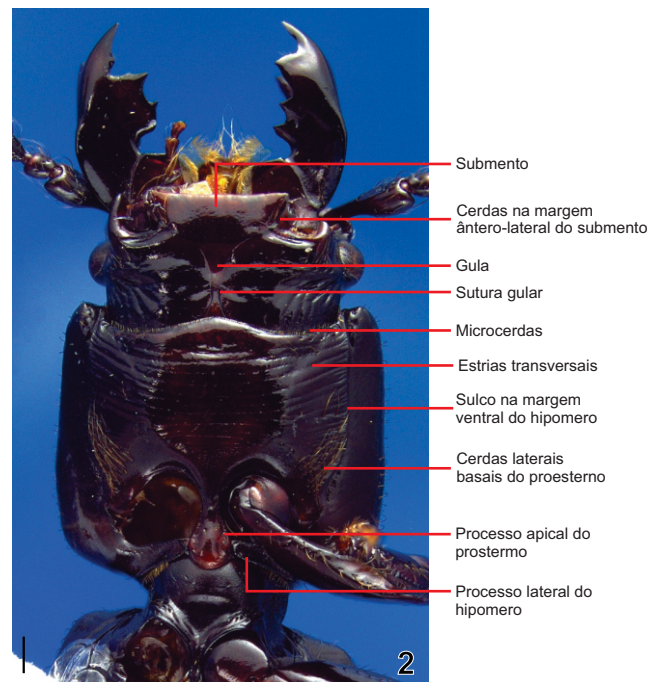 Submento
Cerdas na margem
ântero-lateral do submento
Gula
Sutura gular
Microcerdas
Estrias transversais
Sulco na margem
ventral do hipomero
Cerdas laterais
basais do proesterno
Processo apical do
prostermo
Processo lateral do
hipomero
2